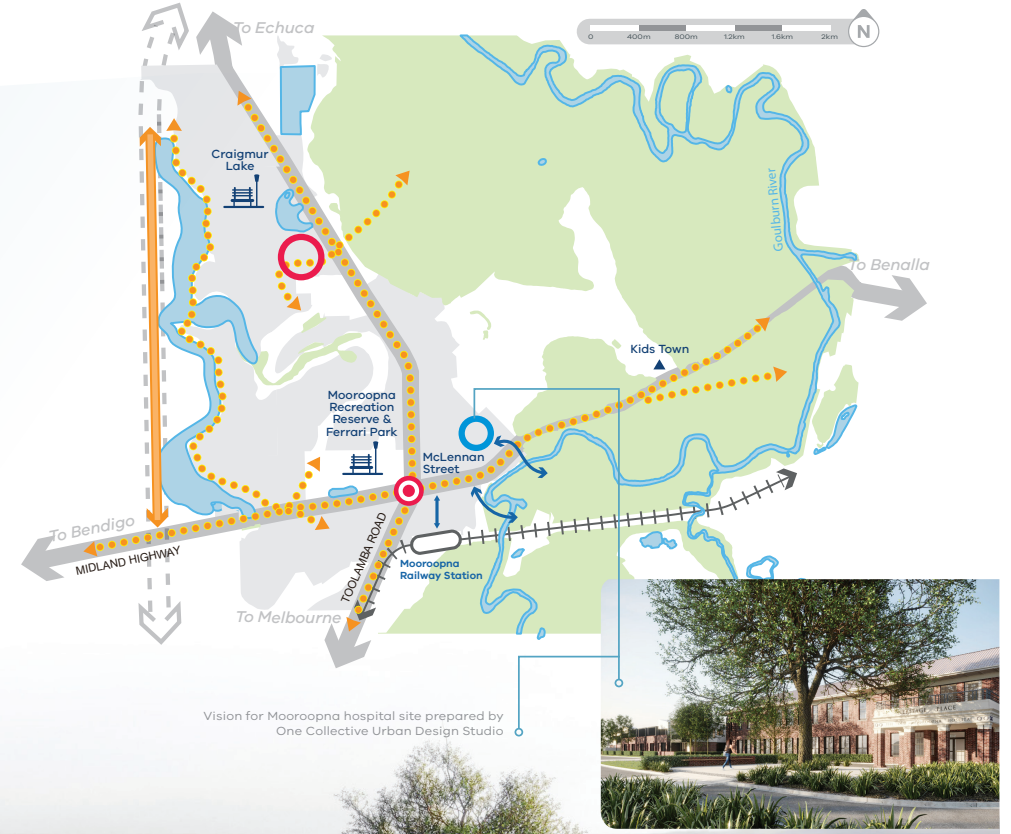 To Echuca
0 400m 800m 1.2km 1.6km 2km
N
Craigmur
Lake
Goulburn River
To Benalla
Kids Town
Mooroopna
Recreation
Reserve &
Ferrari Park
McLennan
Street
To Bendigo
MIDLAND HIGHWAY
TOOLAMBA ROAD
Mooroopna
Railway Station
To Melbourne
Vision for Mooroopna hospital site prepared by
One Collective Urban Design Studio
PLACE